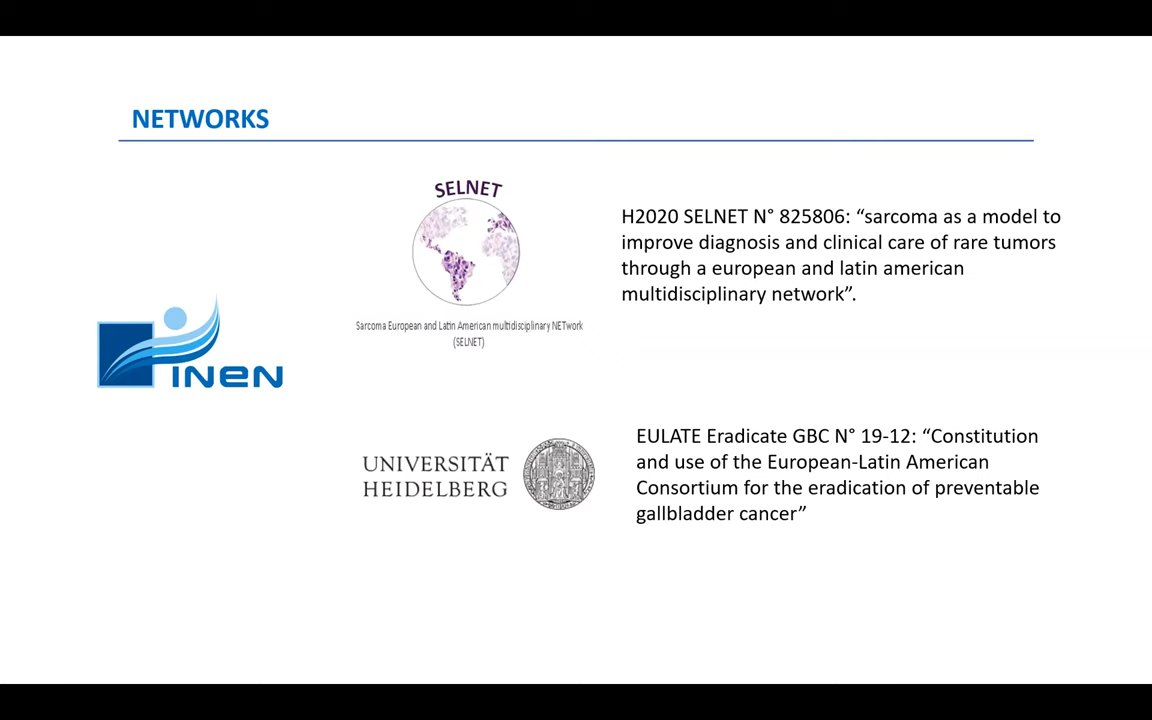 NETWORKS
SELNET
Sarcoma European and Latin American multidisciplinary NETwork
(SELNET)
H2020 SELNET N° 825806: “sarcoma as a model to
improve diagnosis and clinical care of rare tumors
through a european and latin american
multidisciplinary network”.
INEN
UNIVERSITÄT
HEIDELBERG
EULATE Eradicate GBC N° 19-12: “Constitution
and use of the European-Latin American
Consortium for the eradication of preventable
gallbladder cancer”